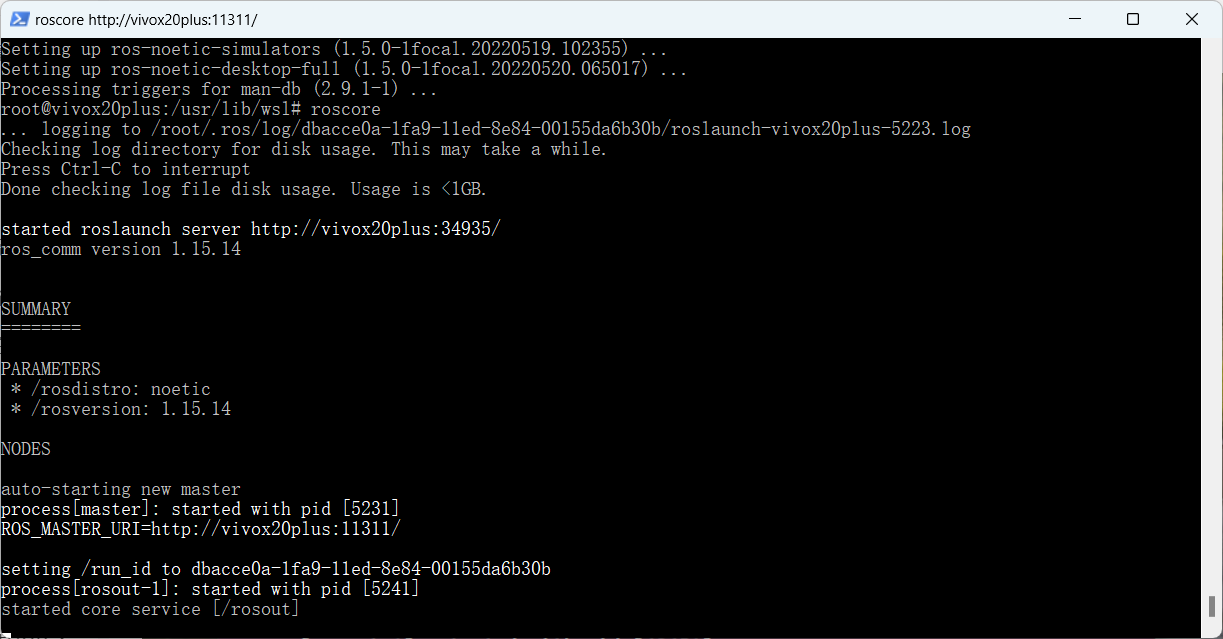 roscore http://vivox20plus:11311/
Setting up ros-noetic-simulators (1.5.0-1focal.20220519.102355) ...
Setting up ros-noetic-desktop-full (1.5.0-1focal.20220520.065017) ...
Processing triggers for man-db (2.9.1-1) ...
root@vivox20plus:/usr/lib/wsl# roscore
... logging to /root/.ros/log/dbacce0a-1fa9-11ed-8e84-00155da6b30b/roslaunch-vivox20plus-5223.log
Checking log directory for disk usage. This may take a while.
Press Ctrl-C to interrupt
Done checking log file disk usage. Usage is <1GB.
started roslaunch server http://vivox20plus:34935/
ros_comm version 1.15.14
SUMMARY
========
PARAMETERS
 * /rosdistro: noetic
 * /rosversion: 1.15.14
NODES
auto-starting new master
process[master]: started with pid [5231]
ROS_MASTER_URI=http://vivox20plus:11311/
setting /run_id to dbacce0a-1fa9-11ed-8e84-00155da6b30b
process[rosout-1]: started with pid [5241]
started core service [/rosout]